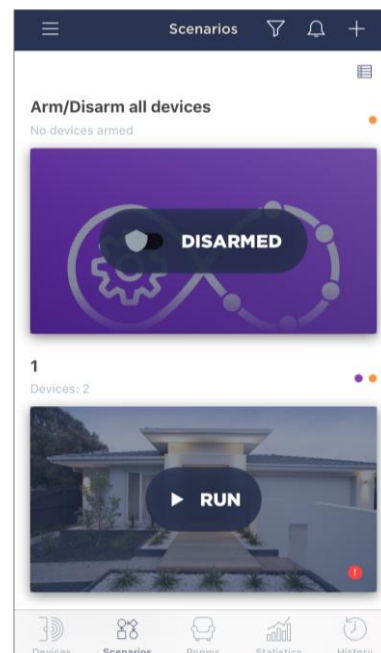 Scenarios
Arm/Disarm all devices
No devices armed
DISARMED
1
Devices: 2
RUN
Devices
Scenarios
Rooms
Statistics
History